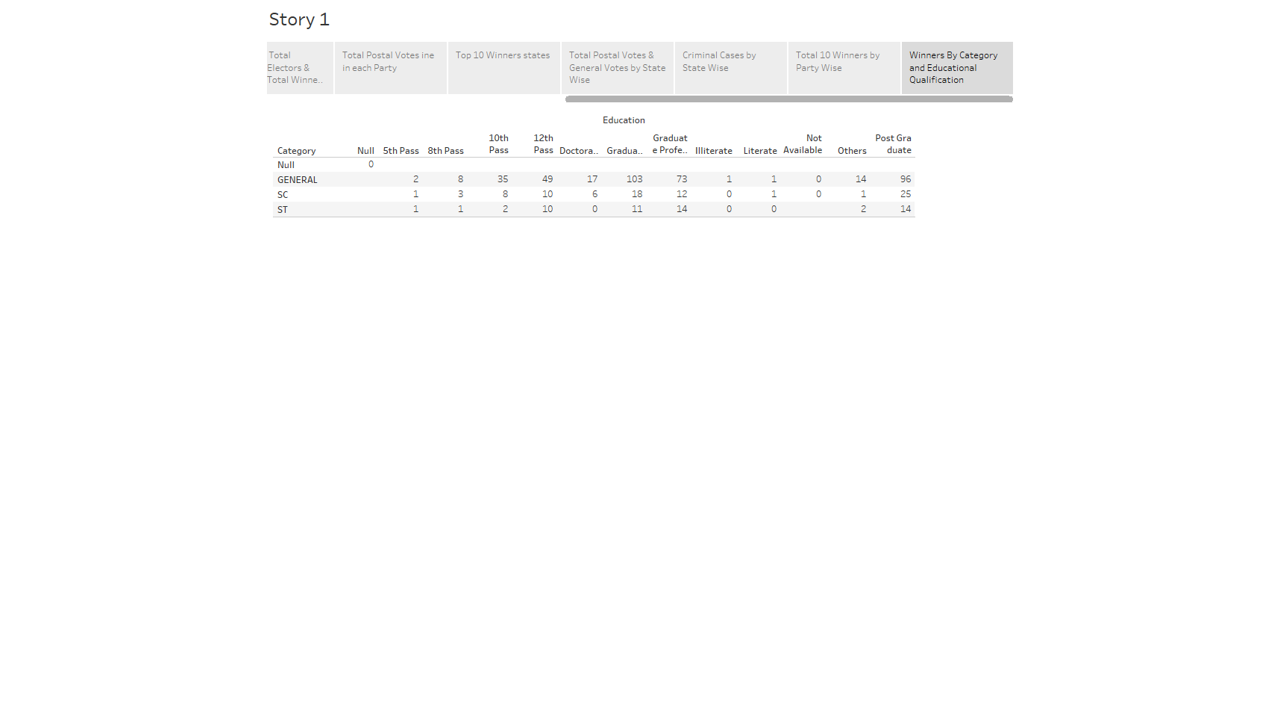 Story 1
Total
Electors &
Total Winne..
Total Postal Votes ine
in each Party
Top 10 Winners states
Total Postal Votes &
General Votes by State
Wise
Criminal Cases by
State Wise
Total 10 Winners by
Party Wise
Winners By Category
and Educational
Qualification
Education
Category Null 5th Pass 8th Pass 10th Pass 12th Pass Doctora.. Gradua.. Graduat e Profe.. Illiterate Literate Not Available Others Post Gra duate
Null 0
GENERAL 2 8 35 49 17 103 73 1 1 0 14 96
SC 1 3 8 10 6 18 12 0 1 0 1 25
ST 1 1 2 10 0 11 14 0 0 2 14